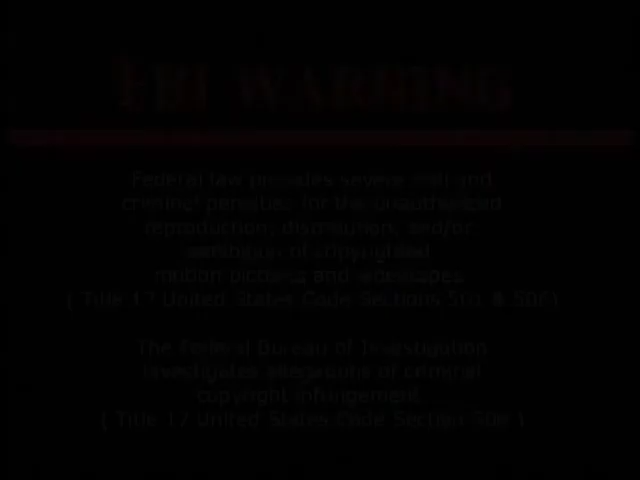 FBI WARNING
Federal law provides severe civil and
criminal penalties for the unauthorized
reproduction, distribution, and/or
exhibition of copyrighted
motion pictures and videotapes
( Title 17 United States Code Sections 501 & 506)
The Federal Bureau of Investigation
investigates allegations of criminal
copyright infringement
( Title 17 United States Code Section 506 )